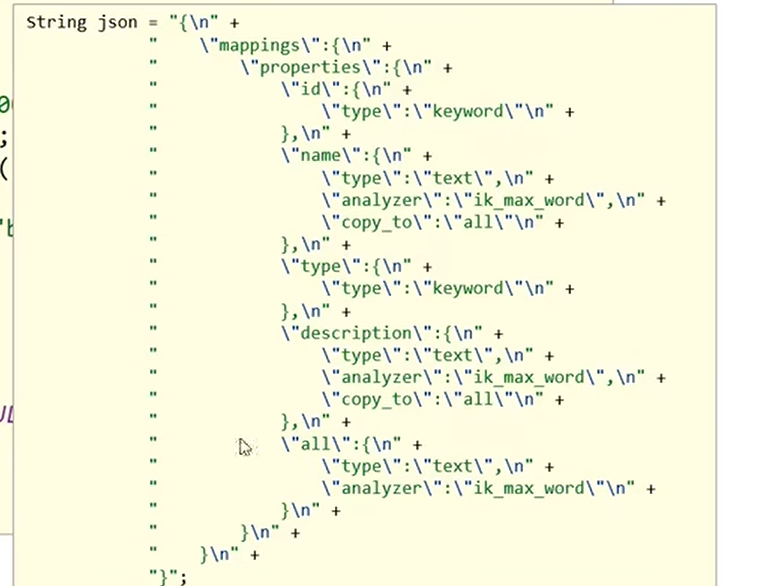 String json = "{\n" +
"    \"mappings\":{\n" +
"        \"properties\":{\n" +
"            \"id\":{\n" +
"                \"type\":\"keyword\"\n" +
"            },\n" +
"            \"name\":{\n" +
"                \"type\":\"text\",\n" +
"                \"analyzer\":\"ik_max_word\",\n" +
"                \"copy_to\":\"all\"\n" +
"            },\n" +
"            \"type\":{\n" +
"                \"type\":\"keyword\"\n" +
"            },\n" +
"            \"description\":{\n" +
"                \"type\":\"text\",\n" +
"                \"analyzer\":\"ik_max_word\",\n" +
"                \"copy_to\":\"all\"\n" +
"            },\n" +
"            \"all\":{\n" +
"                \"type\":\"text\",\n" +
"                \"analyzer\":\"ik_max_word\"\n" +
"            }\n" +
"        }\n" +
"    }\n" +
"}";